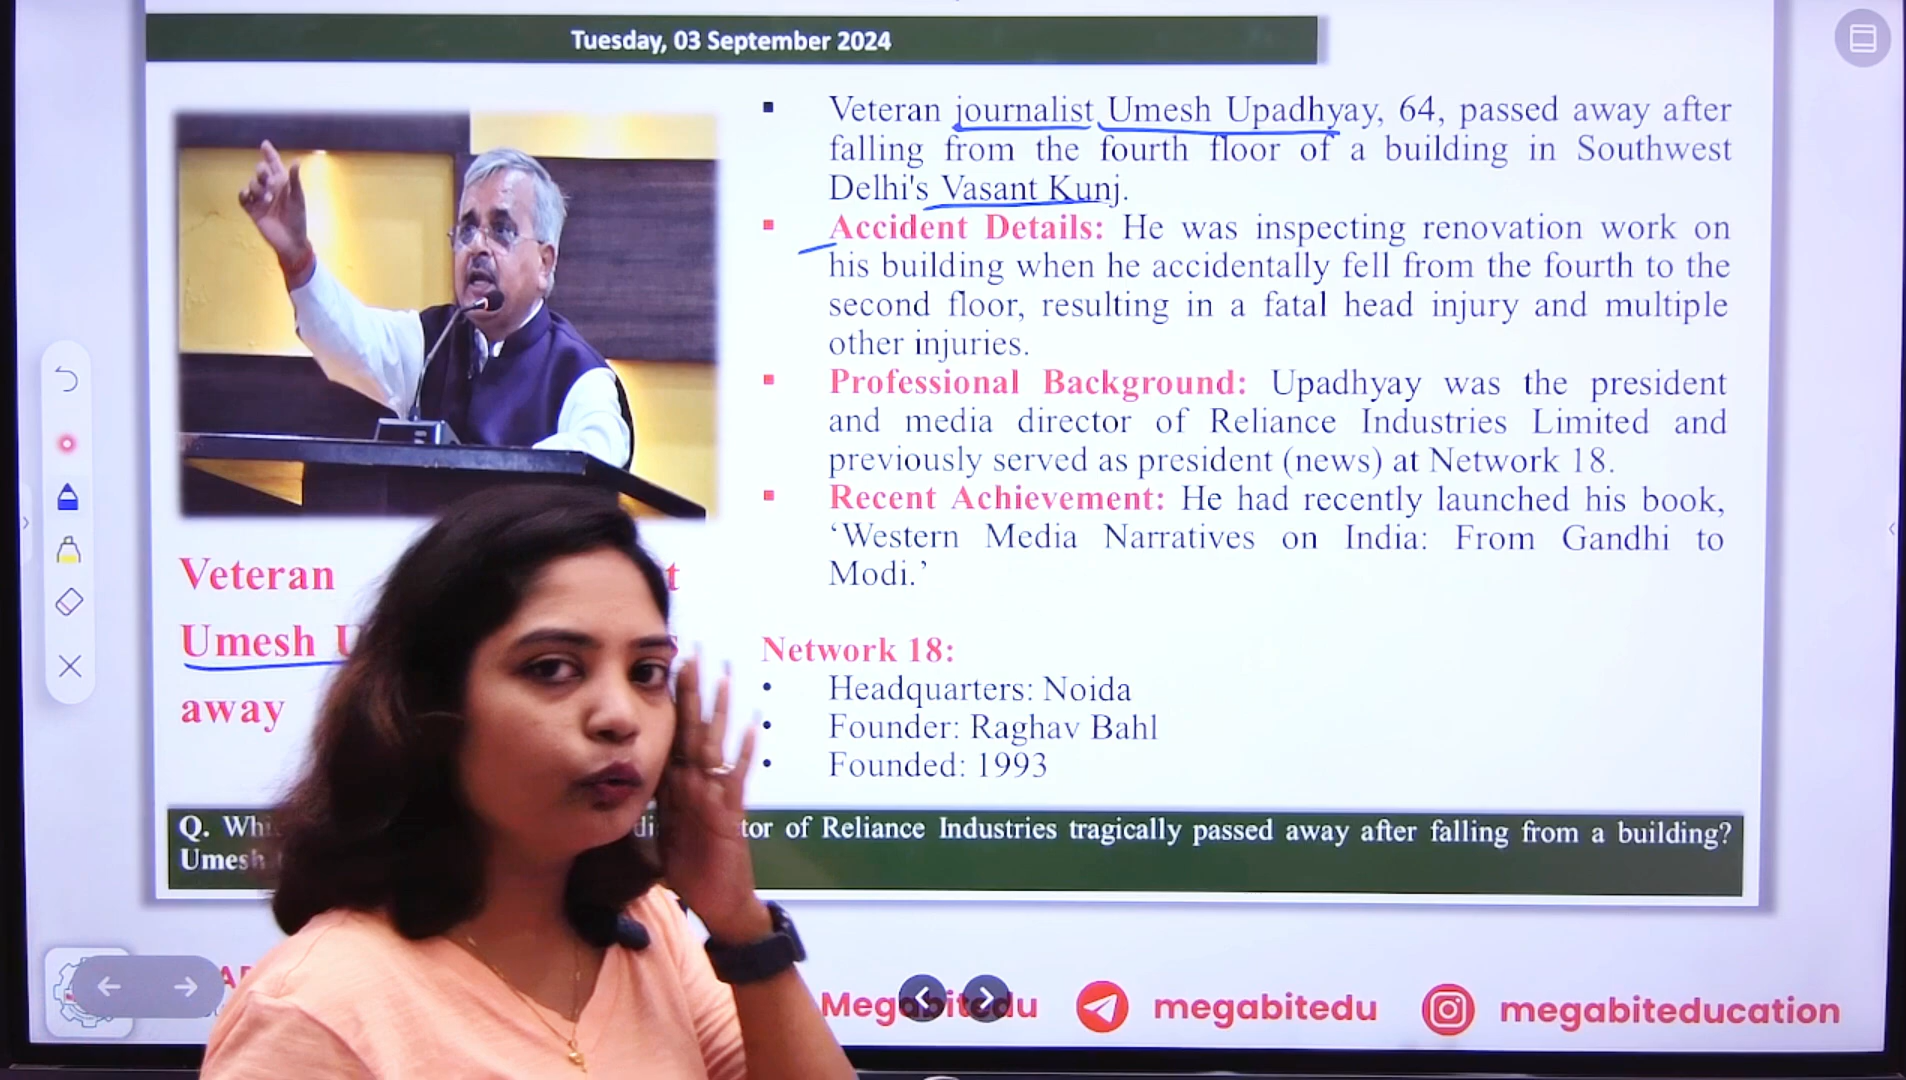 Tuesday, 03 September 2024
Veteran journalist Umesh Upadhyay, 64, passed away after
falling from the fourth floor of a building in Southwest
Delhi's Vasant Kunj.
Accident Details: He was inspecting renovation work on
his building when he accidentally fell from the fourth to the
second floor, resulting in a fatal head injury and multiple
other injuries.
Professional Background: Upadhyay was the president
and media director of Reliance Industries Limited and
previously served as president (news) at Network 18.
Recent Achievement: He had recently launched his book,
‘Western Media Narratives on India: From Gandhi to
Modi.’
Veteran
Umesh
away
Network 18:
Headquarters: Noida
Founder: Raghav Bahl
Founded: 1993
Q. of Reliance Industries tragically passed away after falling from a building?
Umesh
megabitedu
megabiteducation